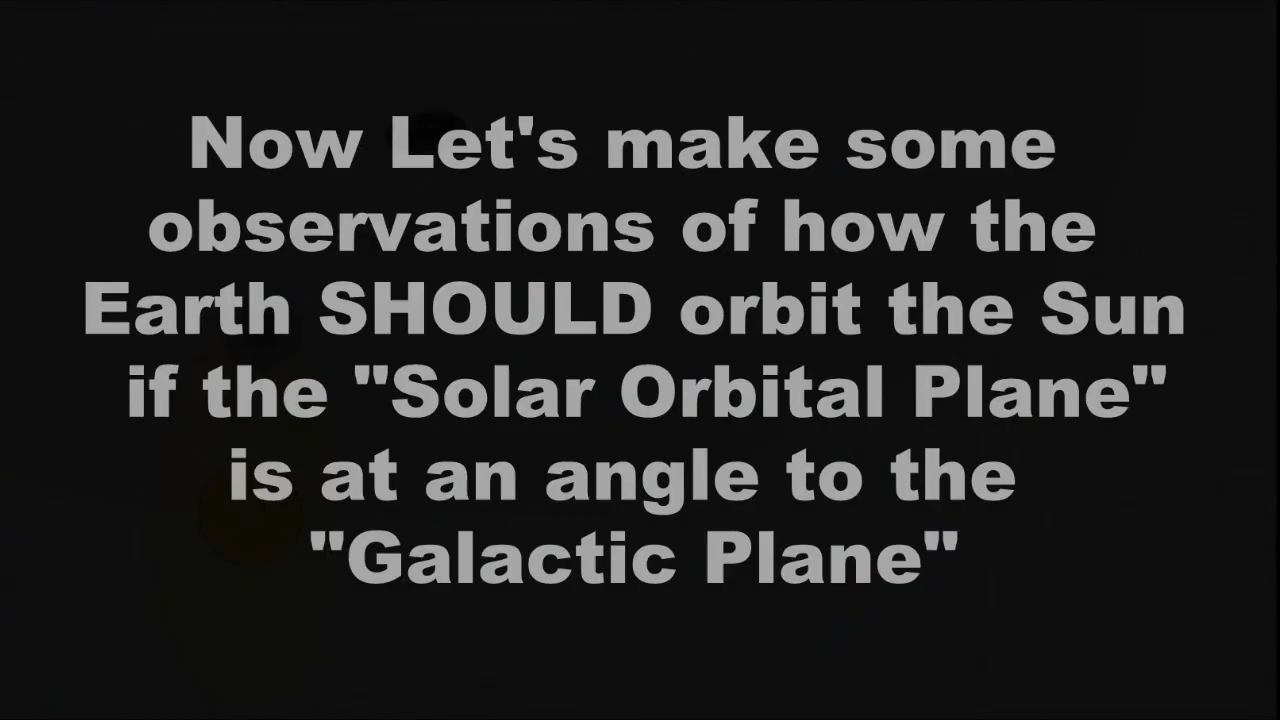 Now Let's make some
observations of how the
Earth SHOULD orbit the Sun
if the "Solar Orbital Plane"
is at an angle to the
"Galactic Plane"